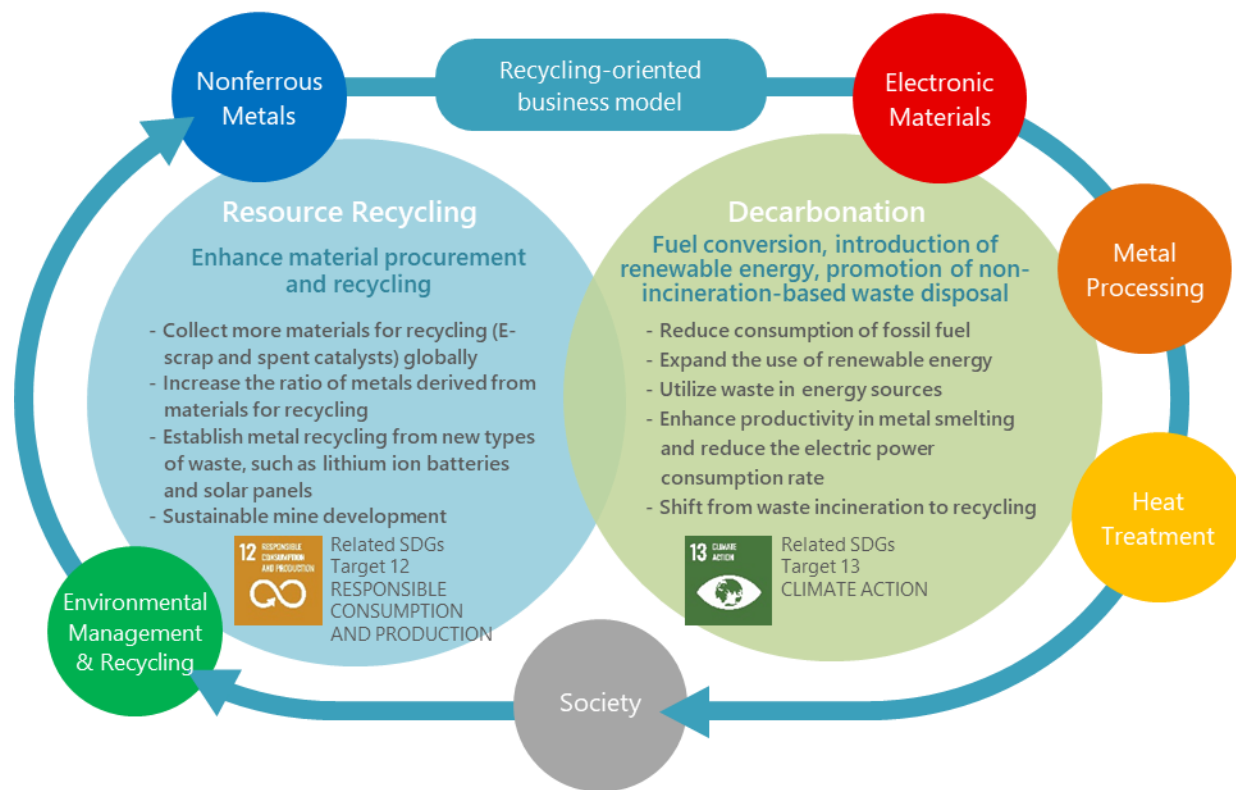 Nonferrous
Metals
Recycling-oriented
business model
Electronic
Materials
Metal
Processing
Heat
Treatment
Society
Environmental
Management
& Recycling
Resource Recycling
Enhance material procurement
and recycling
- Collect more materials for recycling (E-
scrap and spent catalysts) globally
- Increase the ratio of metals derived from
materials for recycling
- Establish metal recycling from new types
of waste, such as lithium ion batteries
and solar panels
- Sustainable mine development
12 RESPONSIBLE
CONSUMPTION
AND PRODUCTION
Related SDGs
Target 12
RESPONSIBLE
CONSUMPTION
AND PRODUCTION
Decarbonation
Fuel conversion, introduction of
renewable energy, promotion of non-
incineration-based waste disposal
- Reduce consumption of fossil fuel
- Expand the use of renewable energy
- Utilize waste in energy sources
- Enhance productivity in metal smelting
and reduce the electric power
consumption rate
- Shift from waste incineration to recycling
13 CLIMATE
ACTION
Related SDGs
Target 13
CLIMATE ACTION